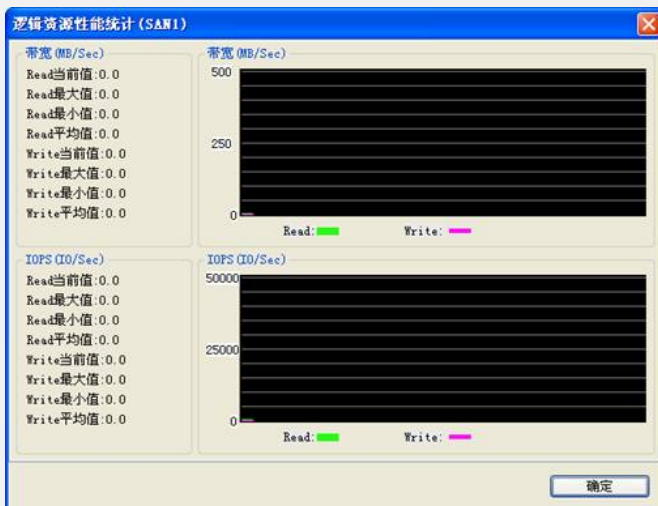 逻辑资源性能统计(SAN1)
带宽(MB/Sec)
Read当前值:0.0
Read最大值:0.0
Read最小值:0.0
Read平均值:0.0
Write当前值:0.0
Write最大值:0.0
Write最小值:0.0
Write平均值:0.0
带宽(MB/Sec)
500
250
0
Read:
Write:
IOPS(IO/Sec)
Read当前值:0.0
Read最大值:0.0
Read最小值:0.0
Read平均值:0.0
Write当前值:0.0
Write最大值:0.0
Write最小值:0.0
Write平均值:0.0
IOPS(IO/Sec)
50000
25000
0
Read:
Write:
确定